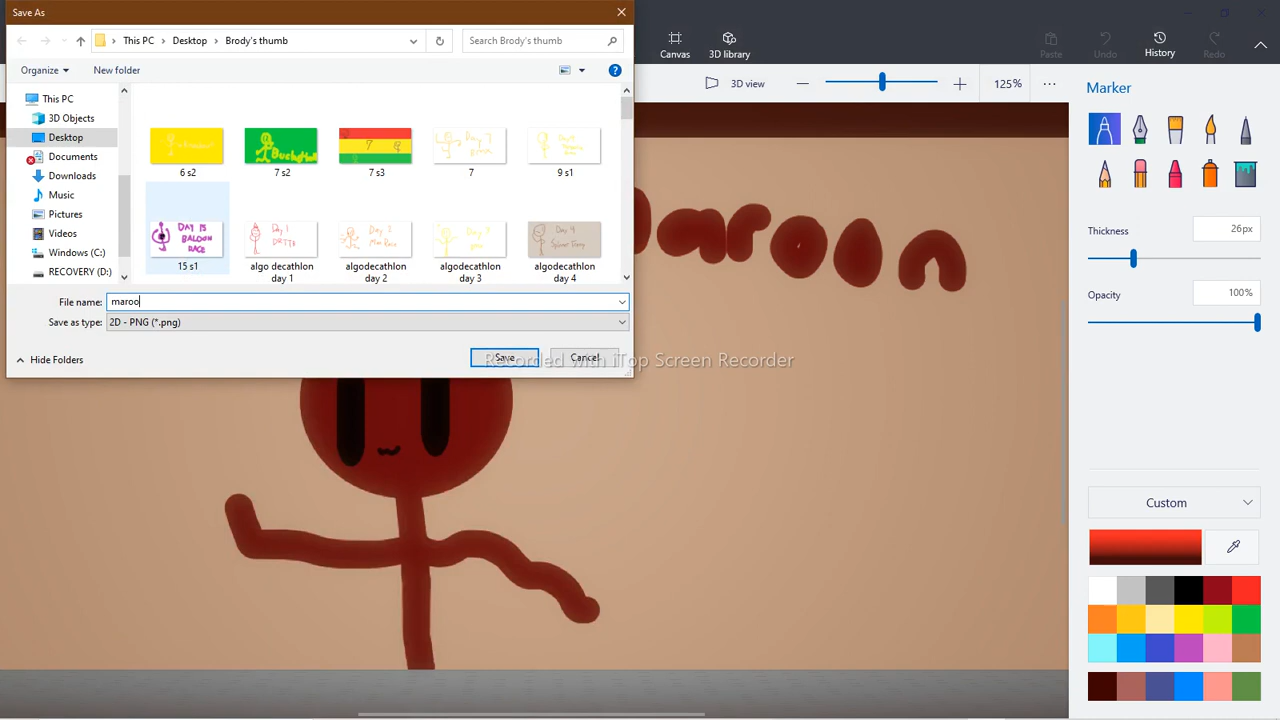 Save As
This PC > Desktop > Brody's thumb
Search Brody's thumb
Organize
New folder
This PC
3D Objects
Desktop
Documents
Downloads
Music
Pictures
Videos
Windows (C:)
RECOVERY (D:)
6 s2
7 s2
7 s3
7
9 s1
15 s1
DAY 15
BALOON
RACE
algo decathlon day 1
algodecathlon day 2
algodecathlon day 3
algodecathlon day 4
File name: maroo
Save as type: 2D - PNG (*.png)
Hide Folders
Save
Cancel
Recorded with iTop Screen Recorder
Canvas
3D library
Paste
Undo
History
Redo
3D view
125%
Marker
Thickness
26px
Opacity
100%
Custom
aroon